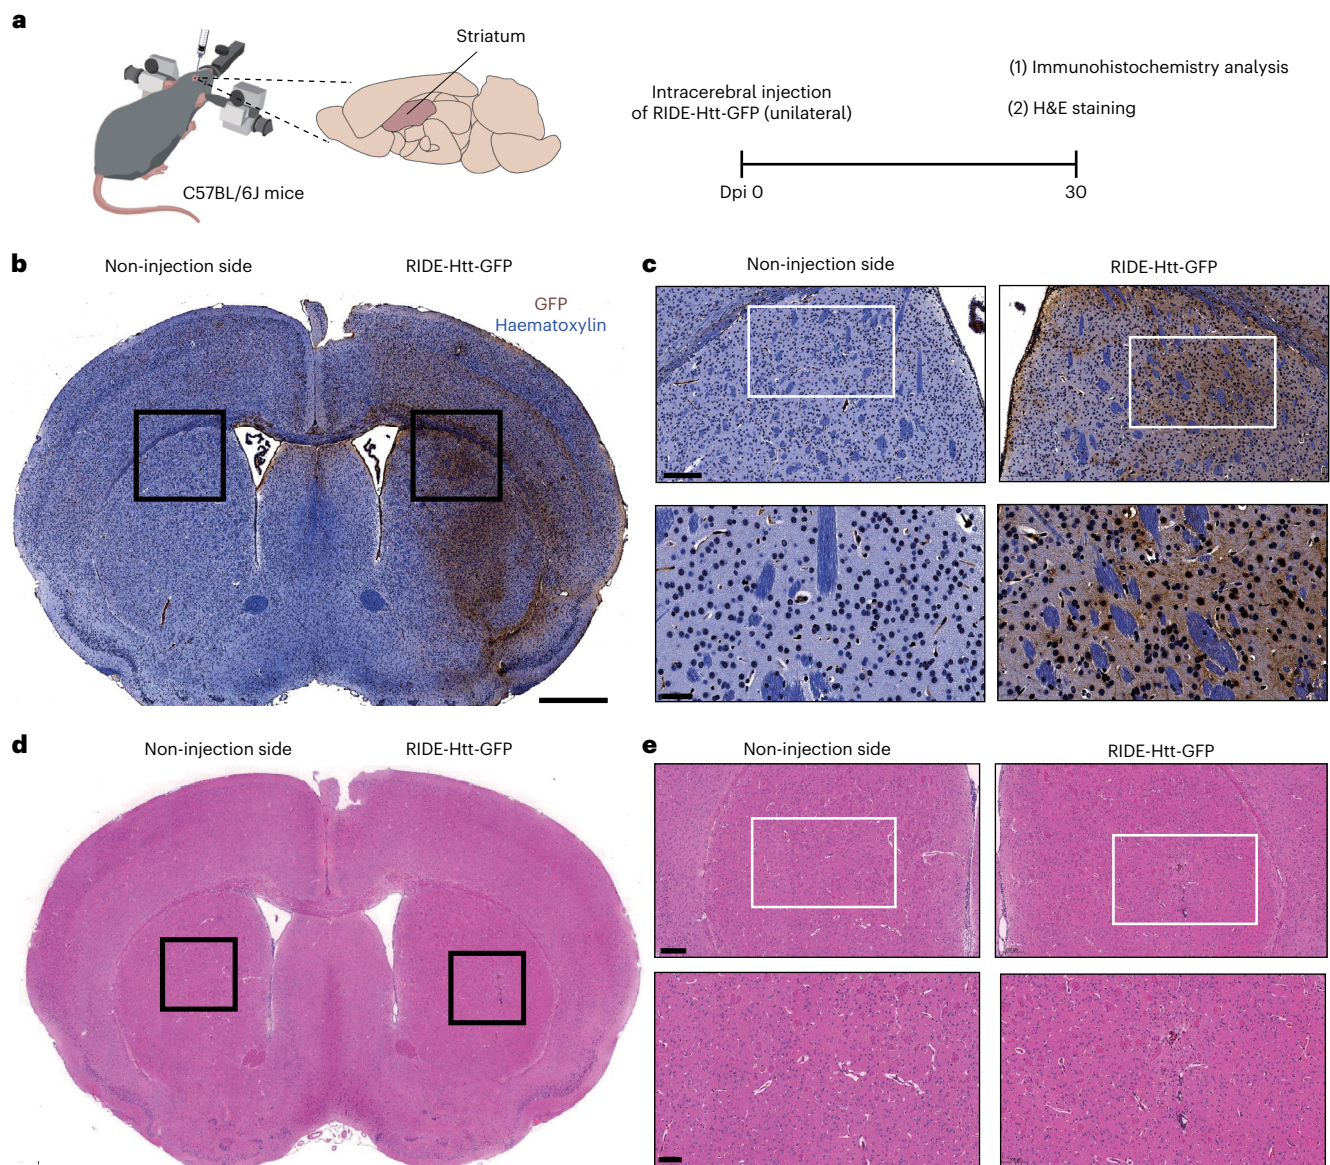 a
Striatum
C57BL/6J mice
Intracerebral injection
of RIDE-Htt-GFP (unilateral)
(1) Immunohistochemistry analysis
(2) H&E staining
Dpi 0
30
b
Non-injection side
RIDE-Htt-GFP
GFP
Haematoxylin
c
Non-injection side
RIDE-Htt-GFP
d
Non-injection side
RIDE-Htt-GFP
e
Non-injection side
RIDE-Htt-GFP